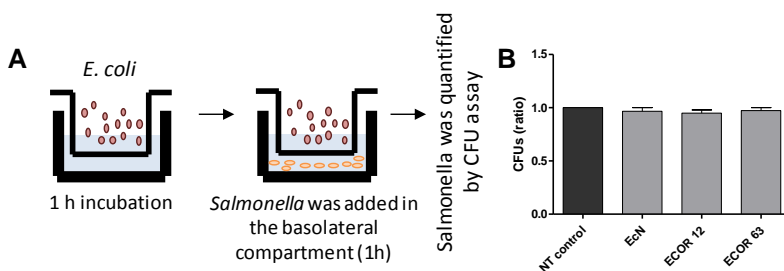 A
E. coli
1 h incubation
Salmonella was added in
the basolateral
compartment (1h)
Salmonella was quantified
by CFU assay
B
CFUs (ratio)
1.5
1.0
0.5
0.0
NT control
EcN
ECOR 12
ECOR 63